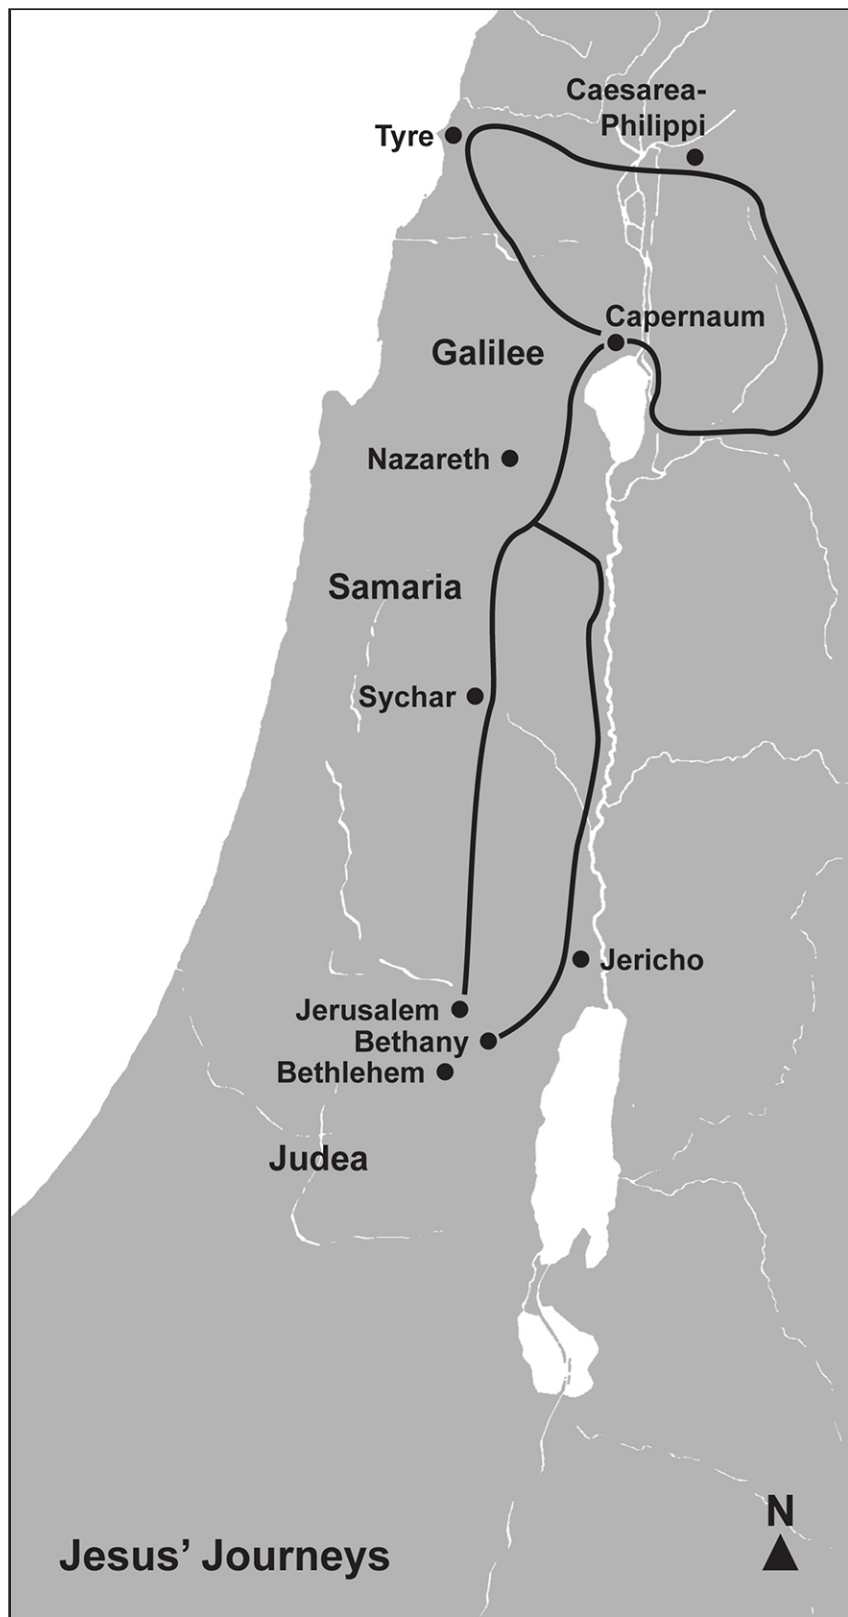 Caesarea-
Philippi
Tyre
Capernaum
Galilee
Nazareth
Samaria
Sychar
Jericho
Jerusalem
Bethany
Bethlehem
Judea
N
Jesus’ Journeys